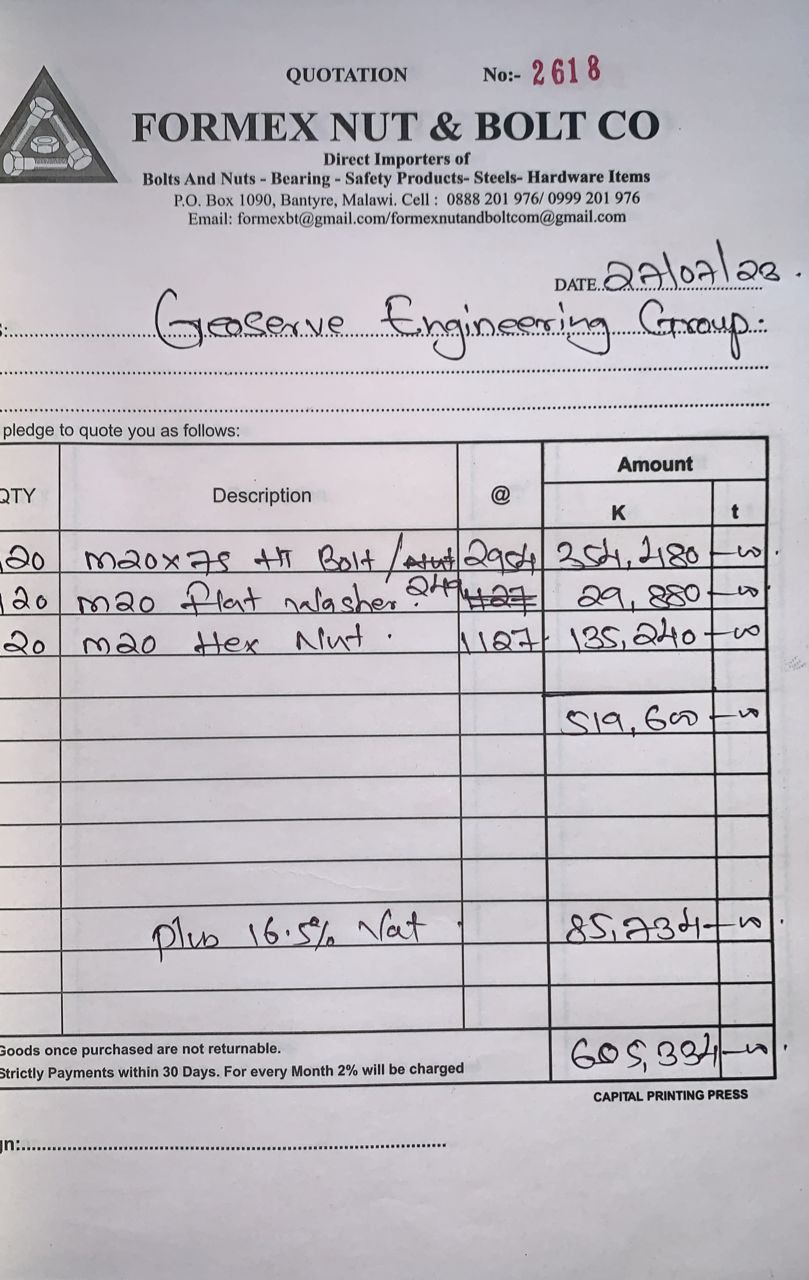 QUOTATION No:- 2618
FORMEX NUT & BOLT CO
Direct Importers of
Bolts And Nuts - Bearing - Safety Products- Steels- Hardware Items
P.O. Box 1090, Bantyre, Malawi. Cell : 0888 201 976/ 0999 201 976
Email: formexbt@gmail.com/formexnutandboltcom@gmail.com
DATE 27/07/23
Geoserve Engineering Group
pledge to quote you as follows:
QTY Description @ Amount
K t
120 M20x75 HT Bolt / Nut 2954 354,480 - 00
120 M20 Flat Washer 249 1127 29,880 - 00
120 M20 Hex Nut 1127 135,240 - 00
519,600 - 00
Plus 16.5% Vat 85,734 - 00
Goods once purchased are not returnable.
Strictly Payments within 30 Days. For every Month 2% will be charged
605,334 - 00
CAPITAL PRINTING PRESS
gn: